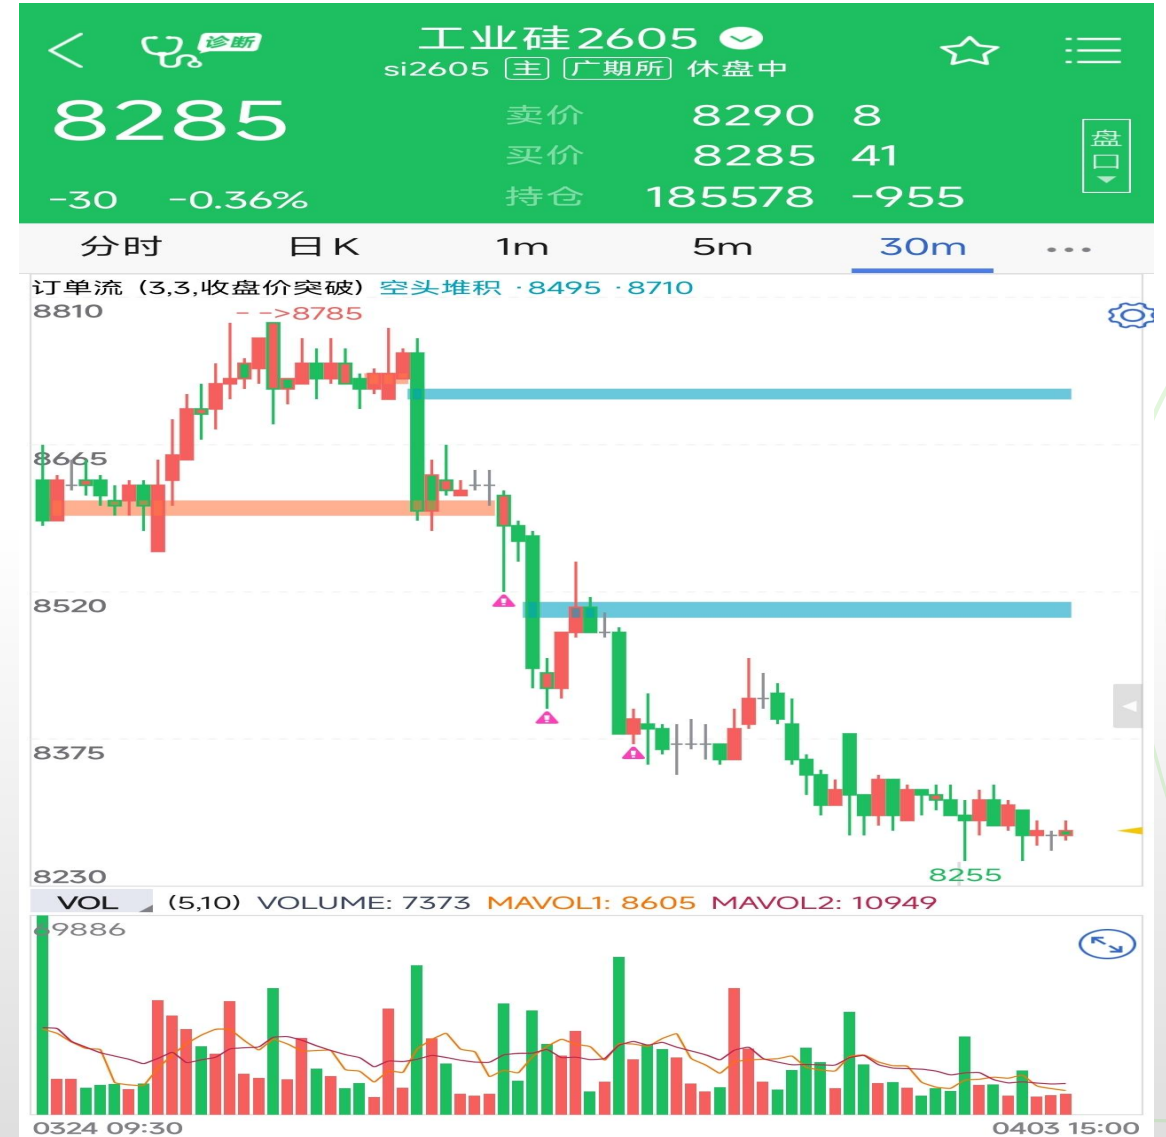 诊断
工业硅2605
si2605 主 广期所 休盘中
8285
卖价 8290 8
买价 8285 41
盘口
-30 -0.36% 持仓 185578 -955
分时 日K 1m 5m 30m
订单流 (3,3,收盘价突破) 空头堆积 ·8495 ·8710
8810
- ->8785
8665
8520
8375
8230
8255
VOL (5,10) VOLUME: 7373 MAVOL1: 8605 MAVOL2: 10949
69886
0324 09:30 0403 15:00